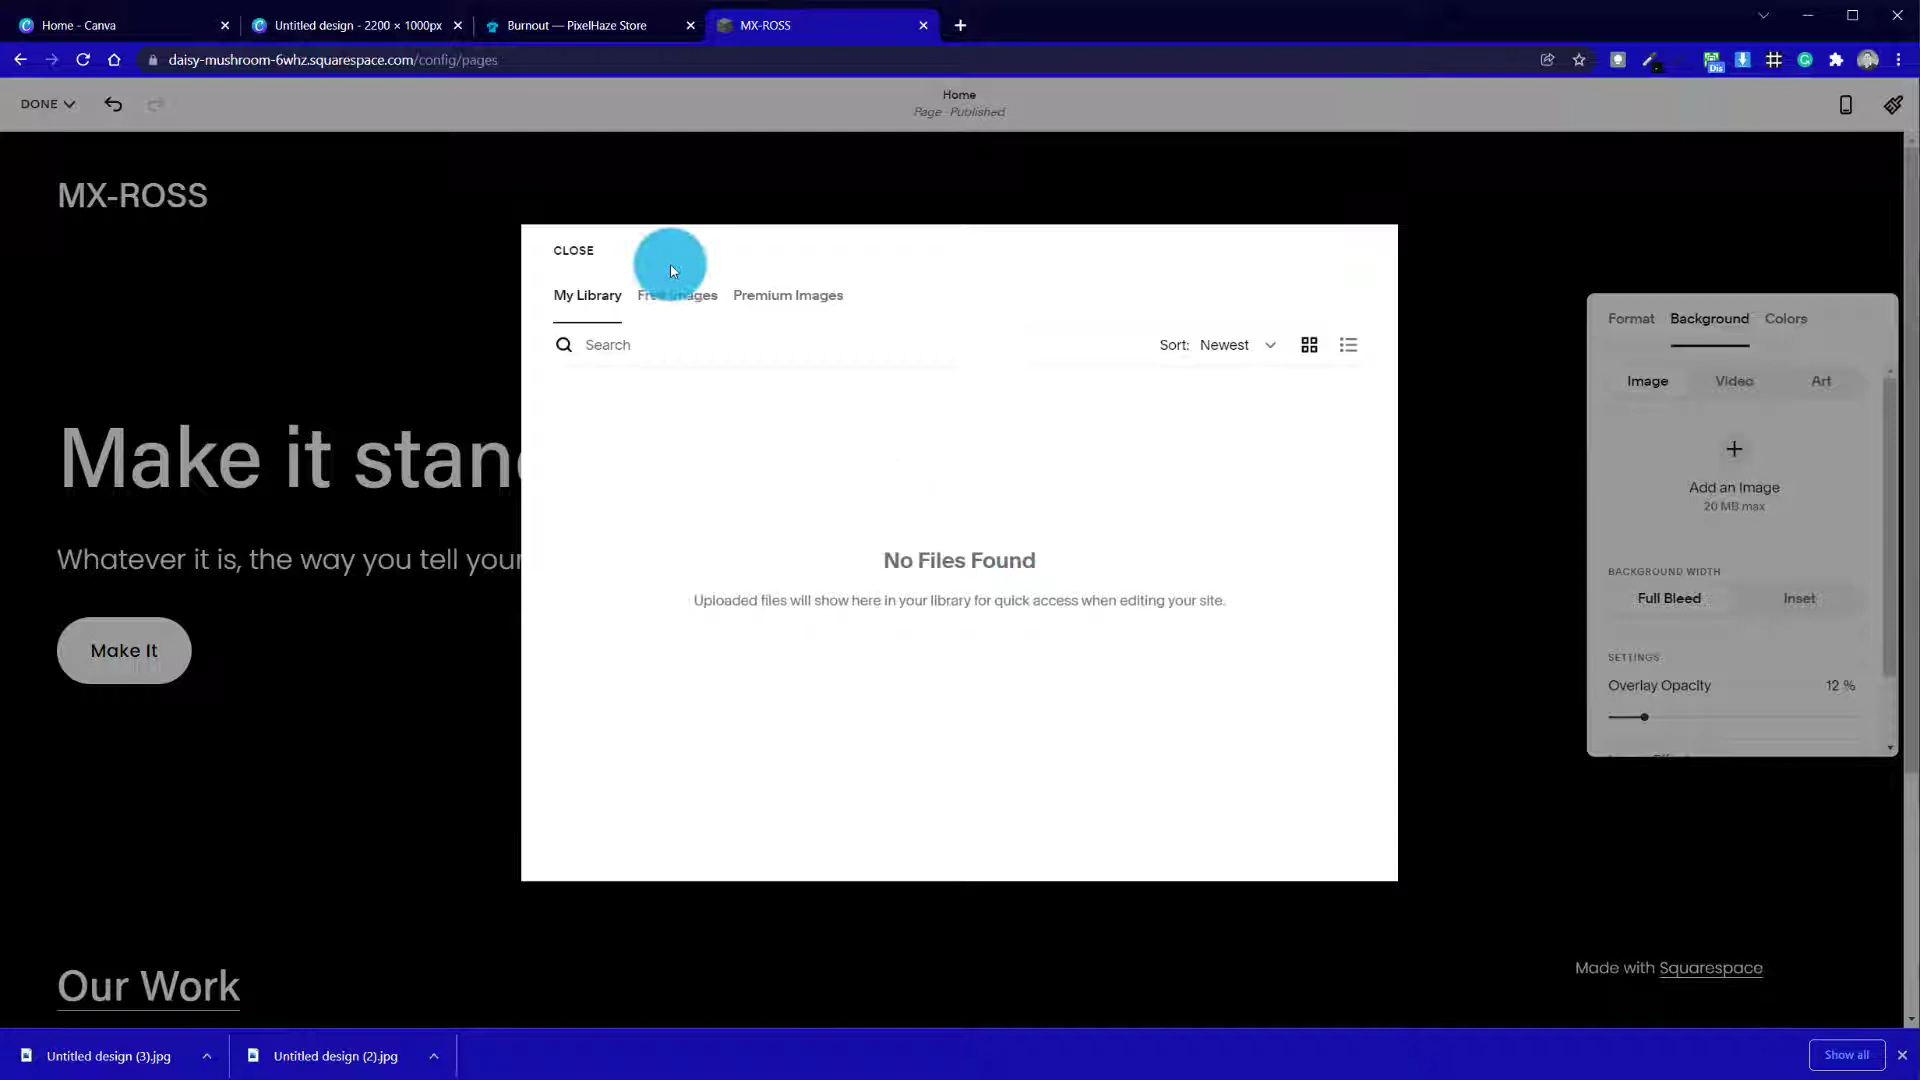 Home - Canva
Untitled design - 2200 × 1000px
Burnout — PixelHaze Store
MX-ROSS
daisy-mushroom-6whz.squarespace.com/config/pages
Dis
DONE
Home
Page · Published
MX-ROSS
CLOSE
My Library
Free Images
Premium Images
Search
Sort: Newest
Format
Background
Colors
Image
Video
Art
Make it stan
Add an Image
20 MB max
Whatever it is, the way you tell your
No Files Found
Uploaded files will show here in your library for quick access when editing your site.
BACKGROUND WIDTH
Full Bleed
Inset
Make It
SETTINGS
Overlay Opacity
12 %
Our Work
Made with Squarespace
Untitled design (3).jpg
Untitled design (2).jpg
Show all